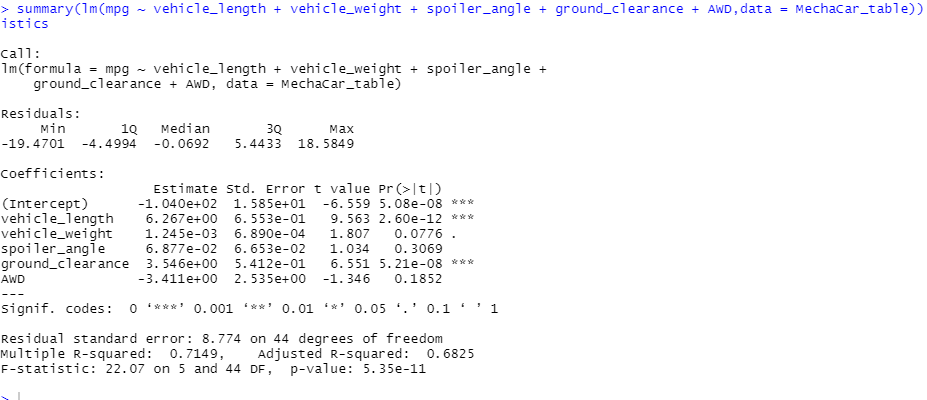 > summary(lm(mpg ~ vehicle_length + vehicle_weight + spoiler_angle + ground_clearance + AWD,data = MechaCar_table))
istics
Call:
lm(formula = mpg ~ vehicle_length + vehicle_weight + spoiler_angle +
    ground_clearance + AWD, data = MechaCar_table)
Residuals:
     Min       1Q   Median       3Q      Max
-19.4701  -4.4994  -0.0692   5.4433  18.5849
Coefficients:
                   Estimate Std. Error t value Pr(>|t|)
(Intercept)      -1.040e+02  1.585e+01  -6.559 5.08e-08 ***
vehicle_length    6.267e+00  6.553e-01   9.563 2.60e-12 ***
vehicle_weight    1.245e-03  6.890e-04   1.807   0.0776 .
spoiler_angle     6.877e-02  6.653e-02   1.034   0.3069
ground_clearance  3.546e+00  5.412e-01   6.551 5.21e-08 ***
AWD              -3.411e+00  2.535e+00  -1.346   0.1852
---
Signif. codes:  0 ‘***’ 0.001 ‘**’ 0.01 ‘*’ 0.05 ‘.’ 0.1 ‘ ’ 1
Residual standard error: 8.774 on 44 degrees of freedom
Multiple R-squared:  0.7149,    Adjusted R-squared:  0.6825
F-statistic: 22.07 on 5 and 44 DF,  p-value: 5.35e-11
>